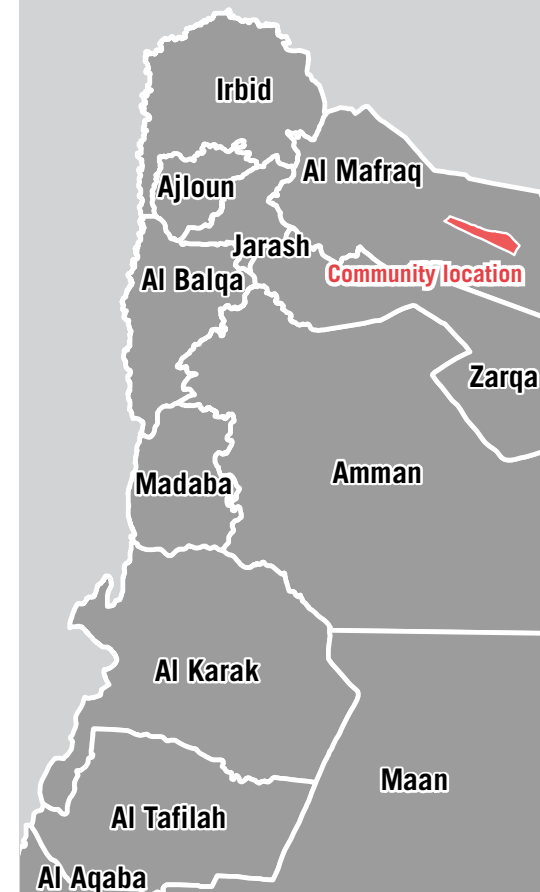 Irbid
Al Mafraq
Ajloun
Jarash
Community location
Al Balqa
Zarqa
Amman
Madaba
Al Karak
Maan
Al Tafilah
Al Aqaba